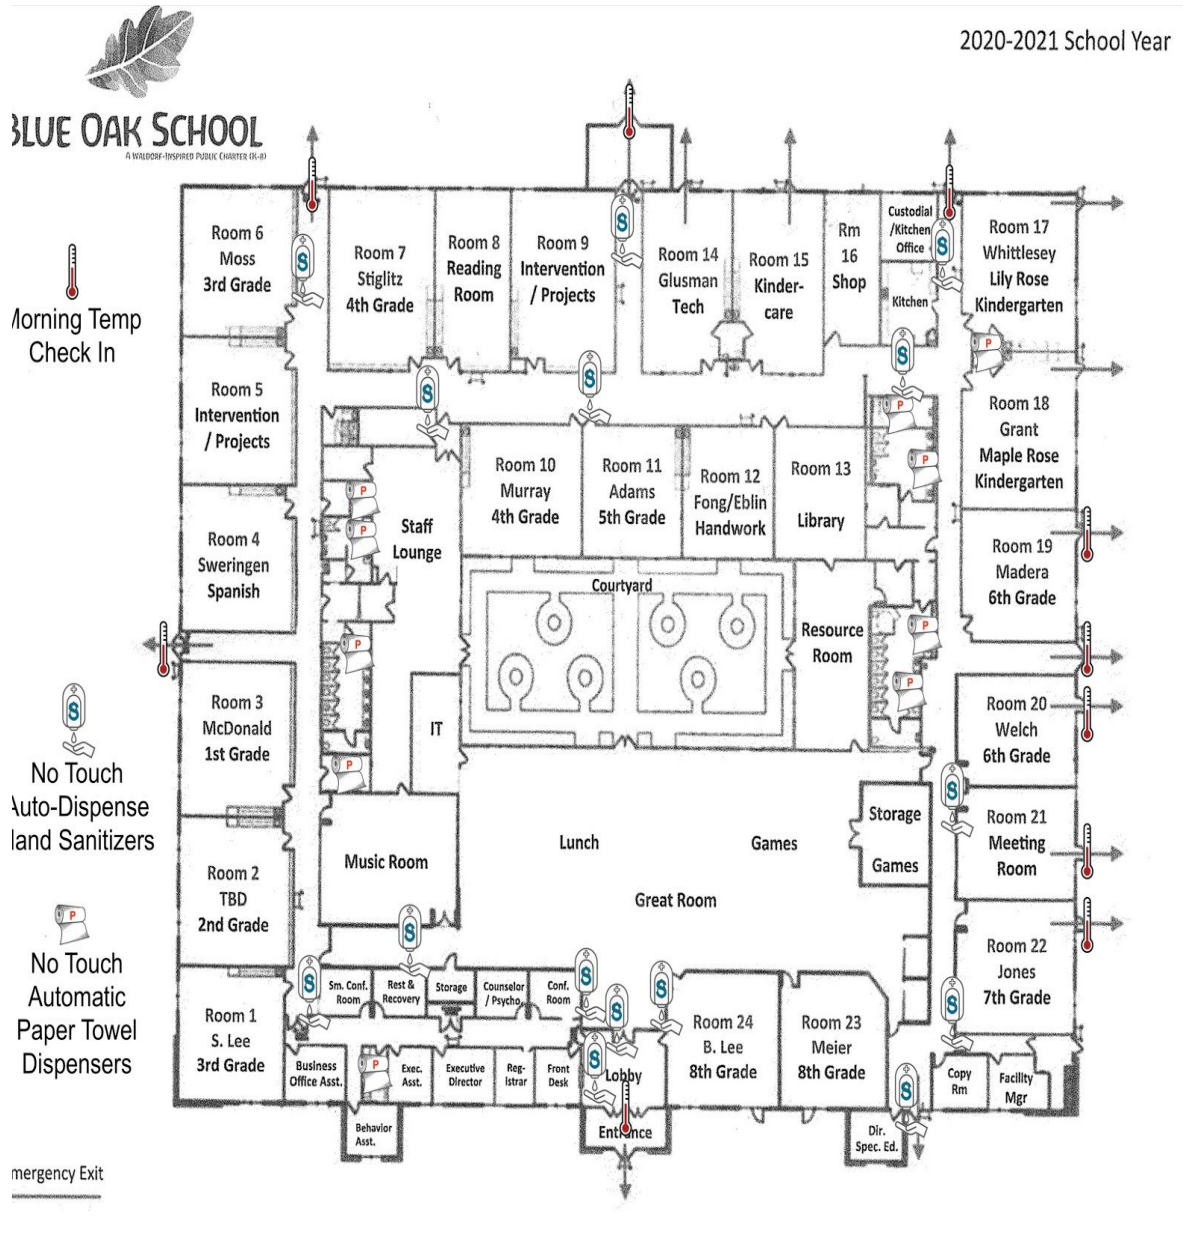 2020-2021 School Year
BLUE OAK SCHOOL
A WALDORF-INSPIRED PUBLIC CHARTER (K-8)
Morning Temp
Check In
No Touch
Auto-Dispense
Hand Sanitizers
No Touch
Automatic
Paper Towel
Dispensers
mergency Exit
Room 6
Moss
3rd Grade
Room 7
Stiglitz
4th Grade
Room 8
Reading
Room
Room 9
Intervention
/ Projects
Room 14
Glusman
Tech
Room 15
Kinder-
care
Rm
16
Shop
Custodial
/Kitchen
Office
Kitchen
Room 17
Whittlesey
Lily Rose
Kindergarten
Room 5
Intervention
/ Projects
Room 18
Grant
Maple Rose
Kindergarten
Room 10
Murray
4th Grade
Room 11
Adams
5th Grade
Room 12
Fong/Eblin
Handwork
Room 13
Library
Staff
Lounge
Room 4
Sweringen
Spanish
Room 19
Madera
6th Grade
Courtyard
Resource
Room
Room 3
McDonald
1st Grade
IT
Room 20
Welch
6th Grade
Room 21
Meeting
Room
Storage
Games
Lunch
Games
Great Room
Music Room
Room 2
TBD
2nd Grade
Room 22
Jones
7th Grade
Sm. Conf.
Room
Rest &
Recovery
Storage
Counselor
/ Psycho.
Conf.
Room
Room 1
S. Lee
3rd Grade
Business
Office Asst.
Exec.
Asst.
Executive
Director
Reg-
istrar
Front
Desk
Lobby
Entrance
Room 24
B. Lee
8th Grade
Room 23
Meier
8th Grade
Copy
Rm
Facility
Mgr
Behavior
Asst.
Dir.
Spec. Ed.